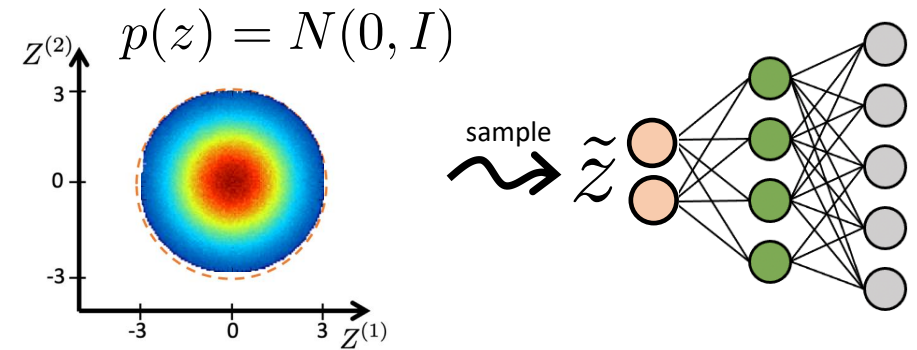 p(z) = N(0, I)
Z^{(2)}
3
0
-3
-3 0 3
Z^{(1)}
sample
z̃